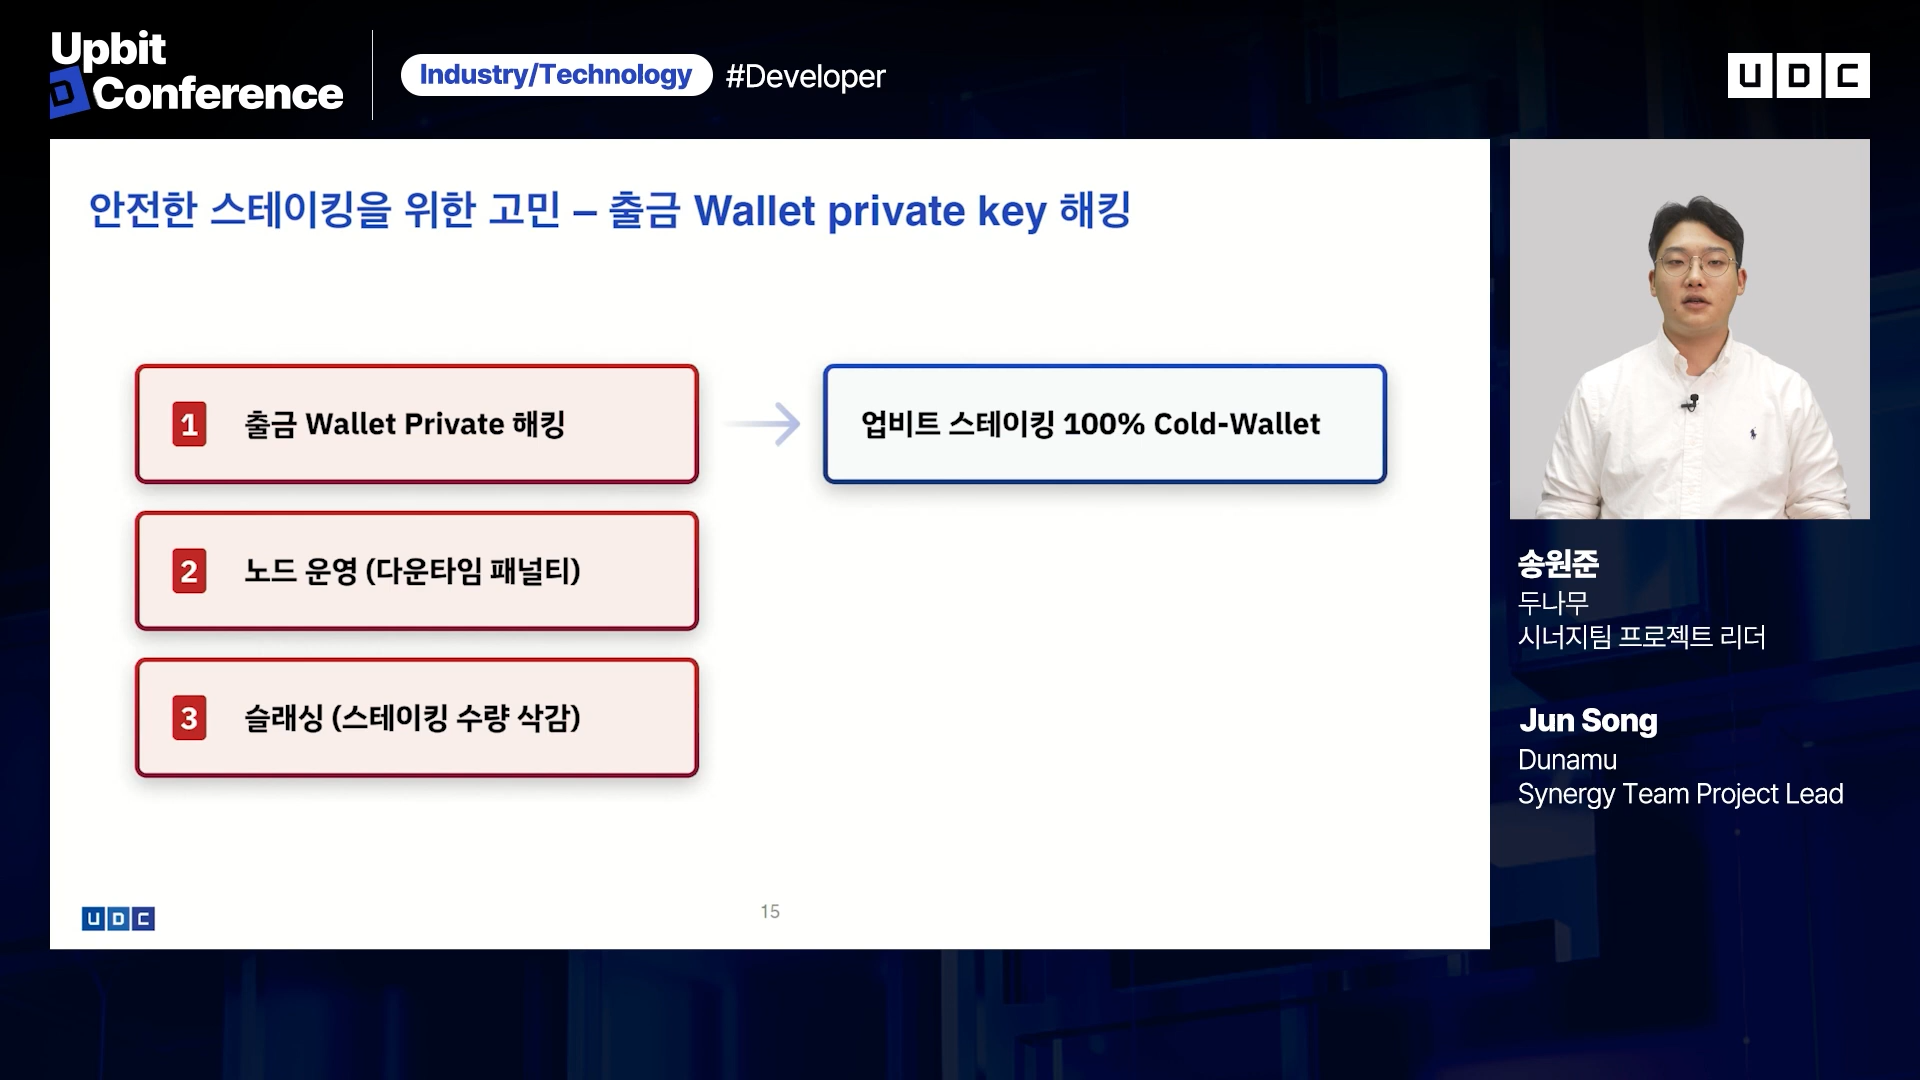 Upbit
D Conference
Industry/Technology
#Developer
UDC
안전한 스테이킹을 위한 고민 – 출금 Wallet private key 해킹
1 출금 Wallet Private 해킹
업비트 스테이킹 100% Cold-Wallet
2 노드 운영 (다운타임 패널티)
3 슬래싱 (스테이킹 수량 삭감)
UDC
15
송원준
두나무
시너지팀 프로젝트 리더
Jun Song
Dunamu
Synergy Team Project Lead